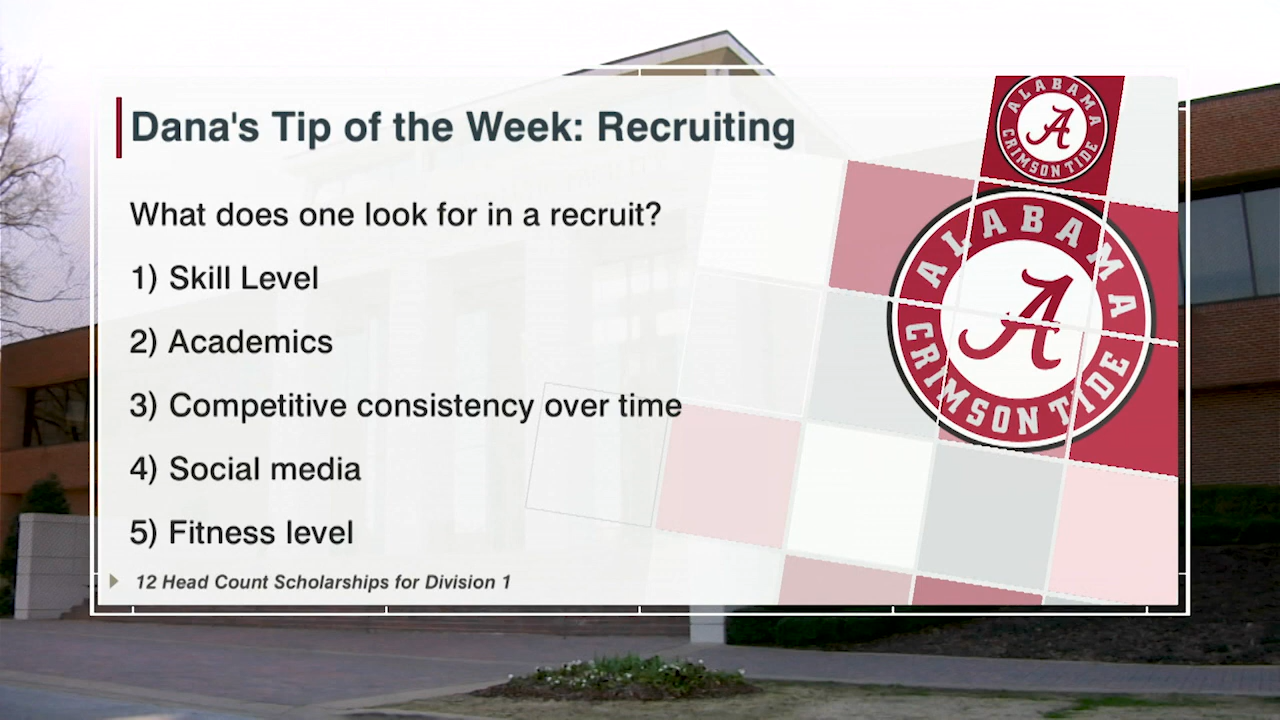 Dana's Tip of the Week: Recruiting
What does one look for in a recruit?
1) Skill Level
2) Academics
3) Competitive consistency over time
4) Social media
5) Fitness level
12 Head Count Scholarships for Division 1
ALABAMA
A
CRIMSON TIDE
ALABAMA
A
CRIMSON TIDE